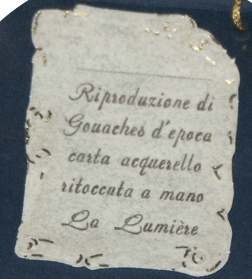 Riproduzione di
Gouaches d'epoca
carta acquerello
ritoccata a mano
La Lumière